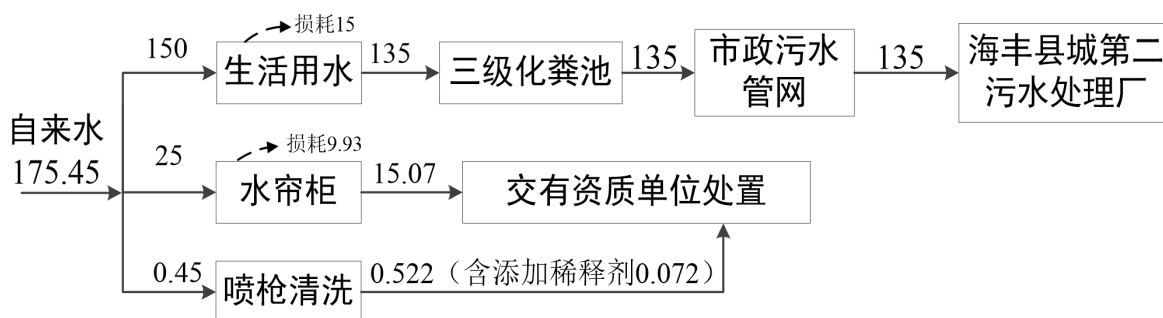 损耗15
150
生活用水
135
三级化粪池
135
市政污水
管网
135
海丰县城第二
污水处理厂
自来水
175.45
损耗9.93
25
水帘柜
15.07
交有资质单位处置
0.45
喷枪清洗
0.522（含添加稀释剂0.072）